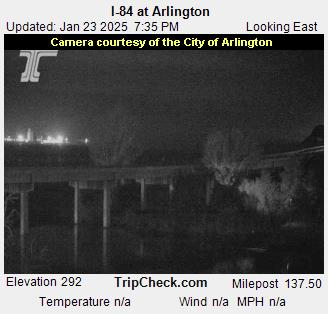 I-84 at Arlington
Updated: Jan 23 2025 7:35 PM Looking East
Camera courtesy of the City of Arlington
Elevation 292 TripCheck.com Milepost 137.50
Temperature n/a Wind n/a MPH n/a